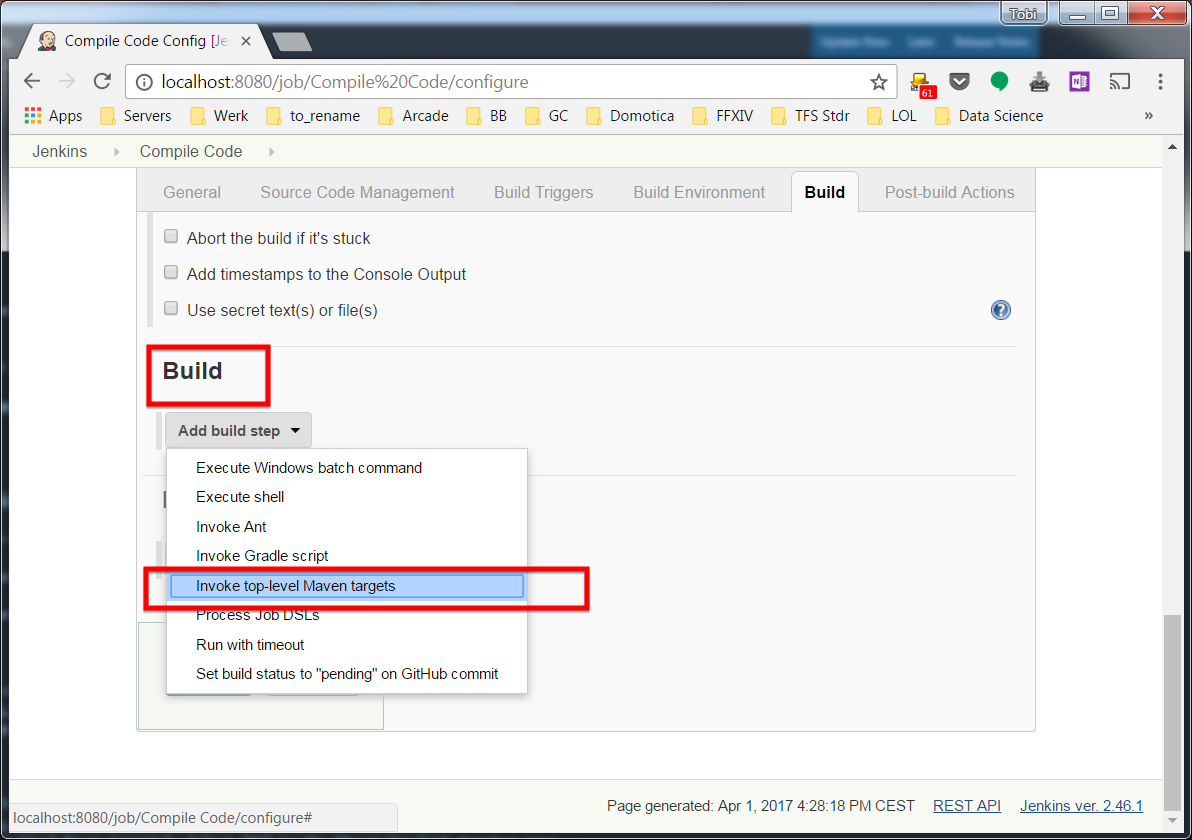 Tobi
Compile Code Config [Je
localhost:8080/job/Compile%20Code/configure
61
Apps Servers Werk to_rename Arcade BB GC Domotica FFXIV TFS Stdr LOL Data Science »
Jenkins Compile Code
General Source Code Management Build Triggers Build Environment Build Post-build Actions
Abort the build if it's stuck
Add timestamps to the Console Output
Use secret text(s) or file(s)
Build
Add build step
Execute Windows batch command
Execute shell
Invoke Ant
Invoke Gradle script
Invoke top-level Maven targets
Process Job DSLs
Run with timeout
Set build status to "pending" on GitHub commit
Page generated: Apr 1, 2017 4:28:18 PM CEST REST API Jenkins ver. 2.46.1
localhost:8080/job/Compile Code/configure#